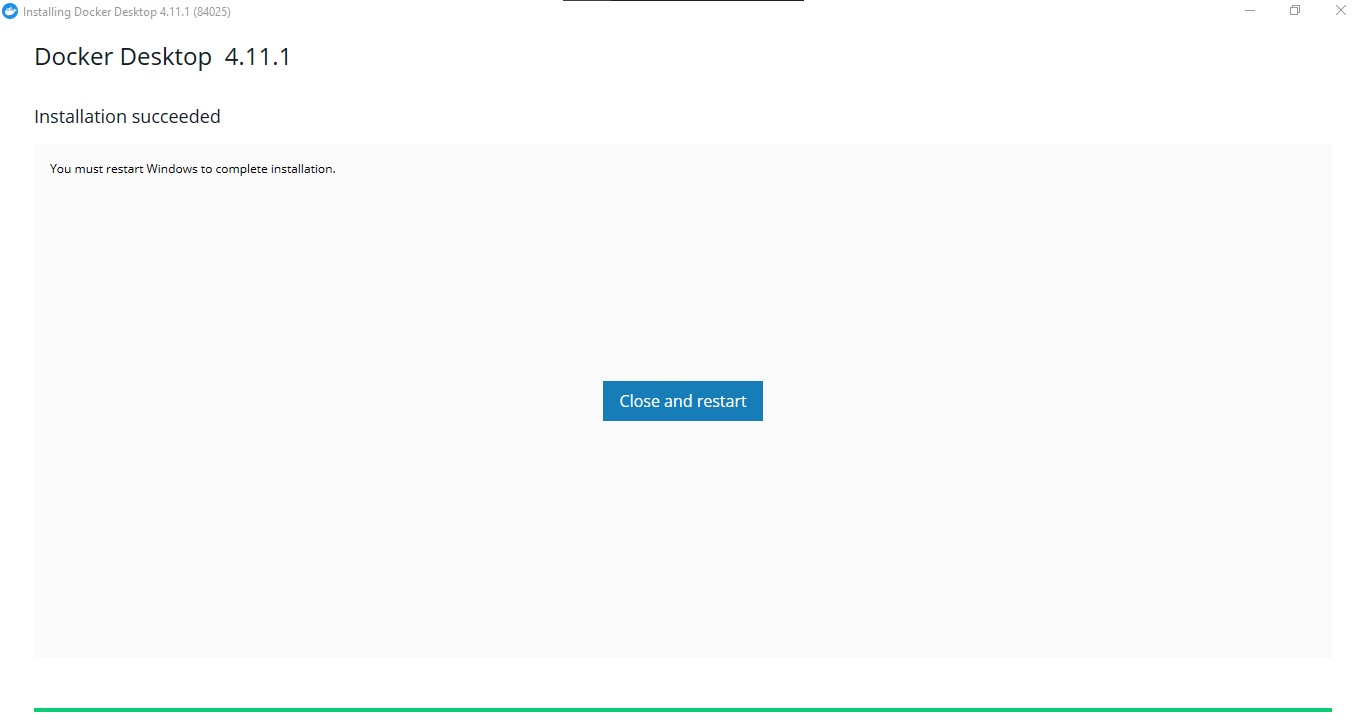 Installing Docker Desktop 4.11.1 (84025)
Docker Desktop 4.11.1
Installation succeeded
You must restart Windows to complete installation.
Close and restart